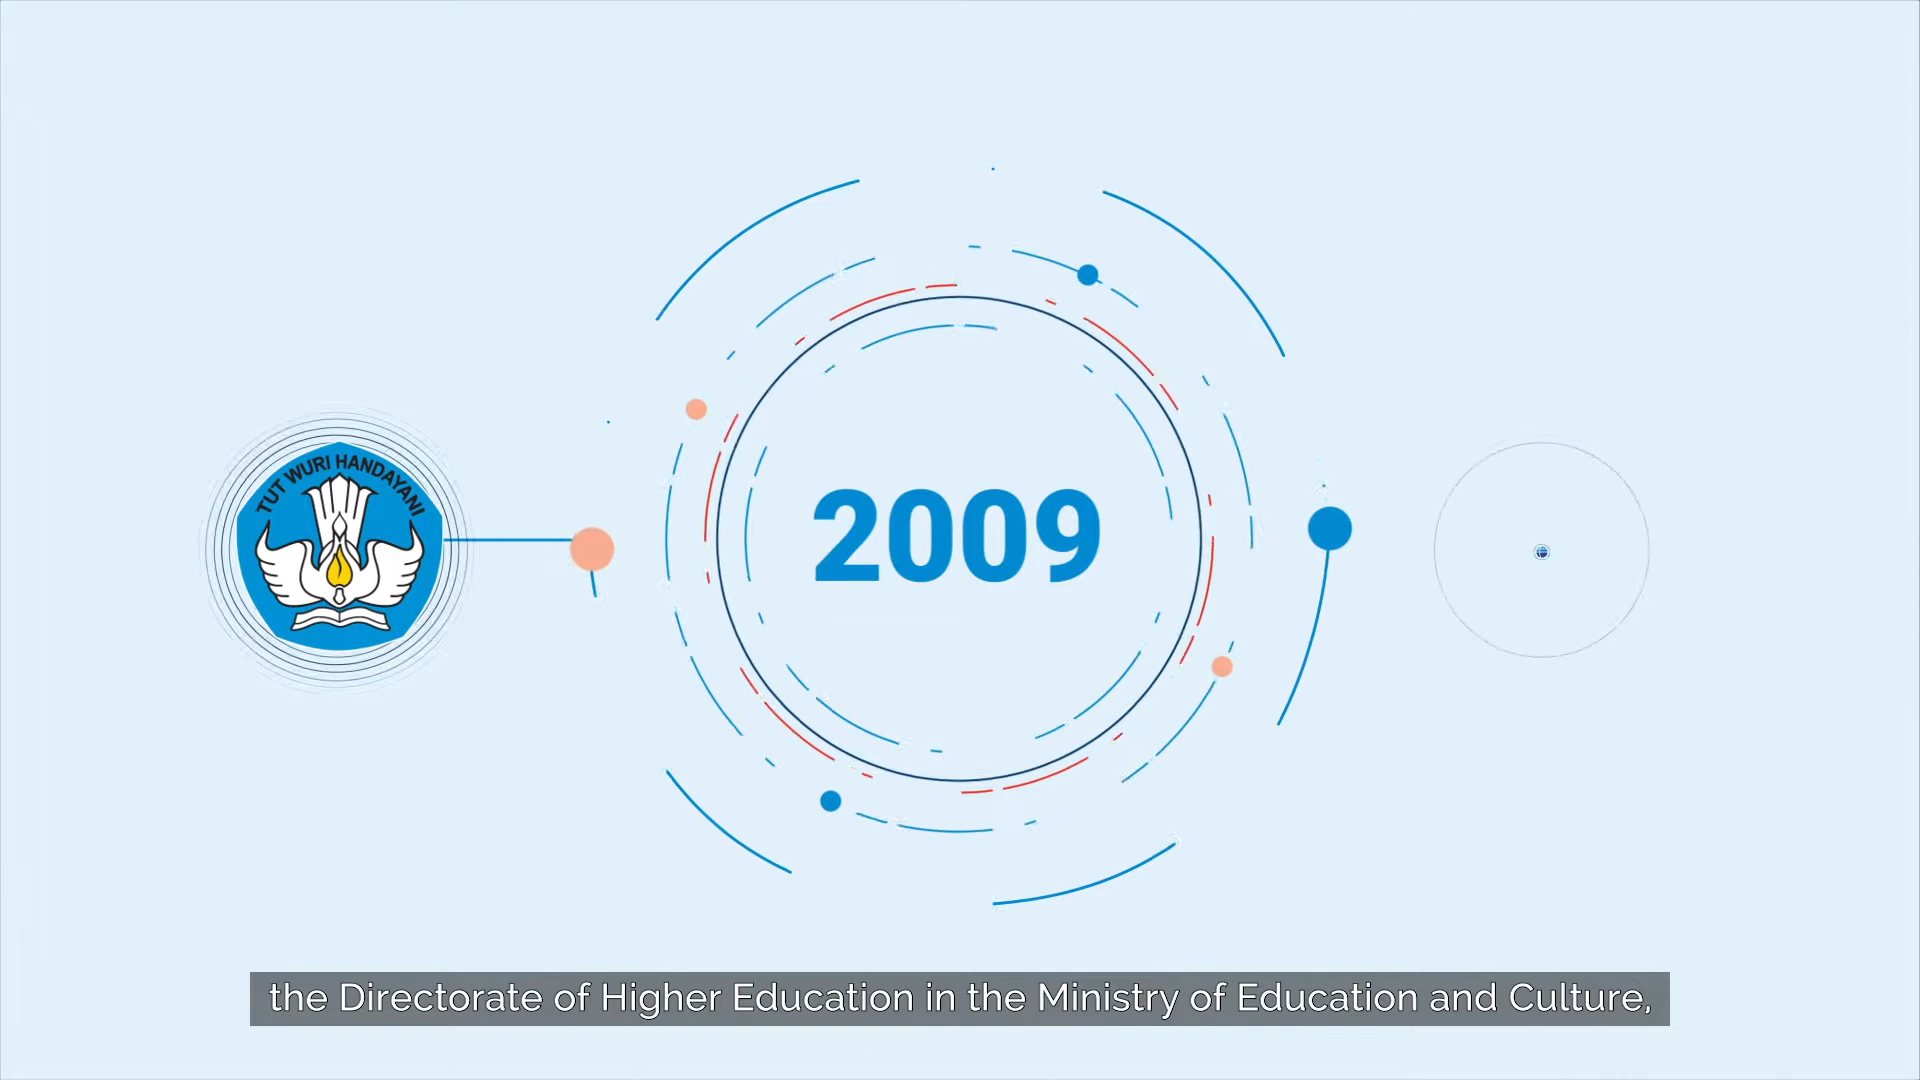 TUT WURI HANDAYANI
2009
the Directorate of Higher Education in the Ministry of Education and Culture,